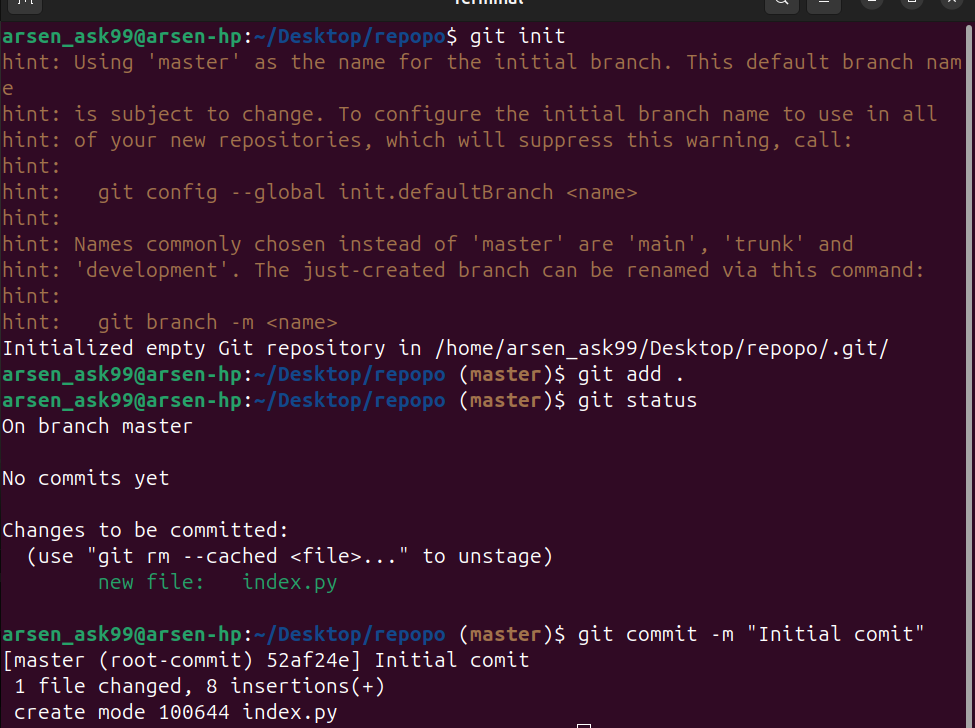 Terminal
arsen_ask99@arsen-hp:~/Desktop/repopo$ git init
hint: Using 'master' as the name for the initial branch. This default branch nam
e
hint: is subject to change. To configure the initial branch name to use in all
hint: of your new repositories, which will suppress this warning, call:
hint:
hint:   git config --global init.defaultBranch <name>
hint:
hint: Names commonly chosen instead of 'master' are 'main', 'trunk' and
hint: 'development'. The just-created branch can be renamed via this command:
hint:
hint:   git branch -m <name>
Initialized empty Git repository in /home/arsen_ask99/Desktop/repopo/.git/
arsen_ask99@arsen-hp:~/Desktop/repopo (master)$ git add .
arsen_ask99@arsen-hp:~/Desktop/repopo (master)$ git status
On branch master

No commits yet

Changes to be committed:
  (use "git rm --cached <file>..." to unstage)
        new file:   index.py

arsen_ask99@arsen-hp:~/Desktop/repopo (master)$ git commit -m "Initial comit"
[master (root-commit) 52af24e] Initial comit
 1 file changed, 8 insertions(+)
 create mode 100644 index.py